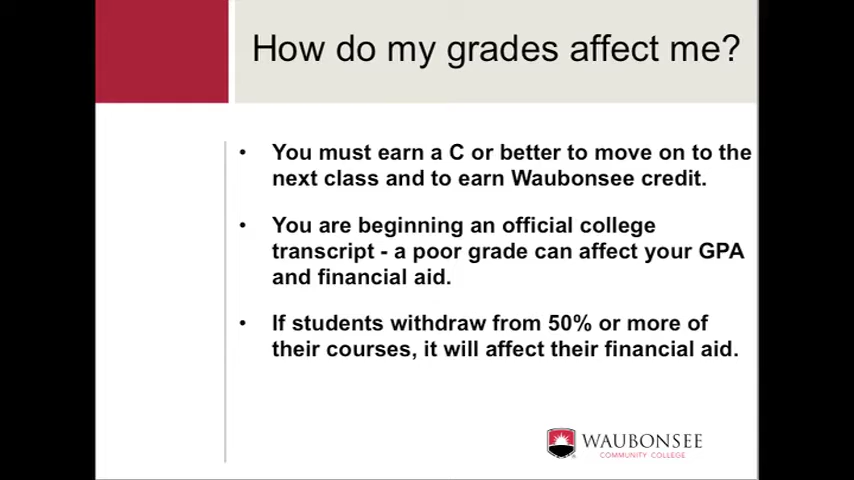 How do my grades affect me?
• You must earn a C or better to move on to the
next class and to earn Waubonsee credit.
• You are beginning an official college
transcript - a poor grade can affect your GPA
and financial aid.
• If students withdraw from 50% or more of
their courses, it will affect their financial aid.
WAUBONSEE
COMMUNITY COLLEGE